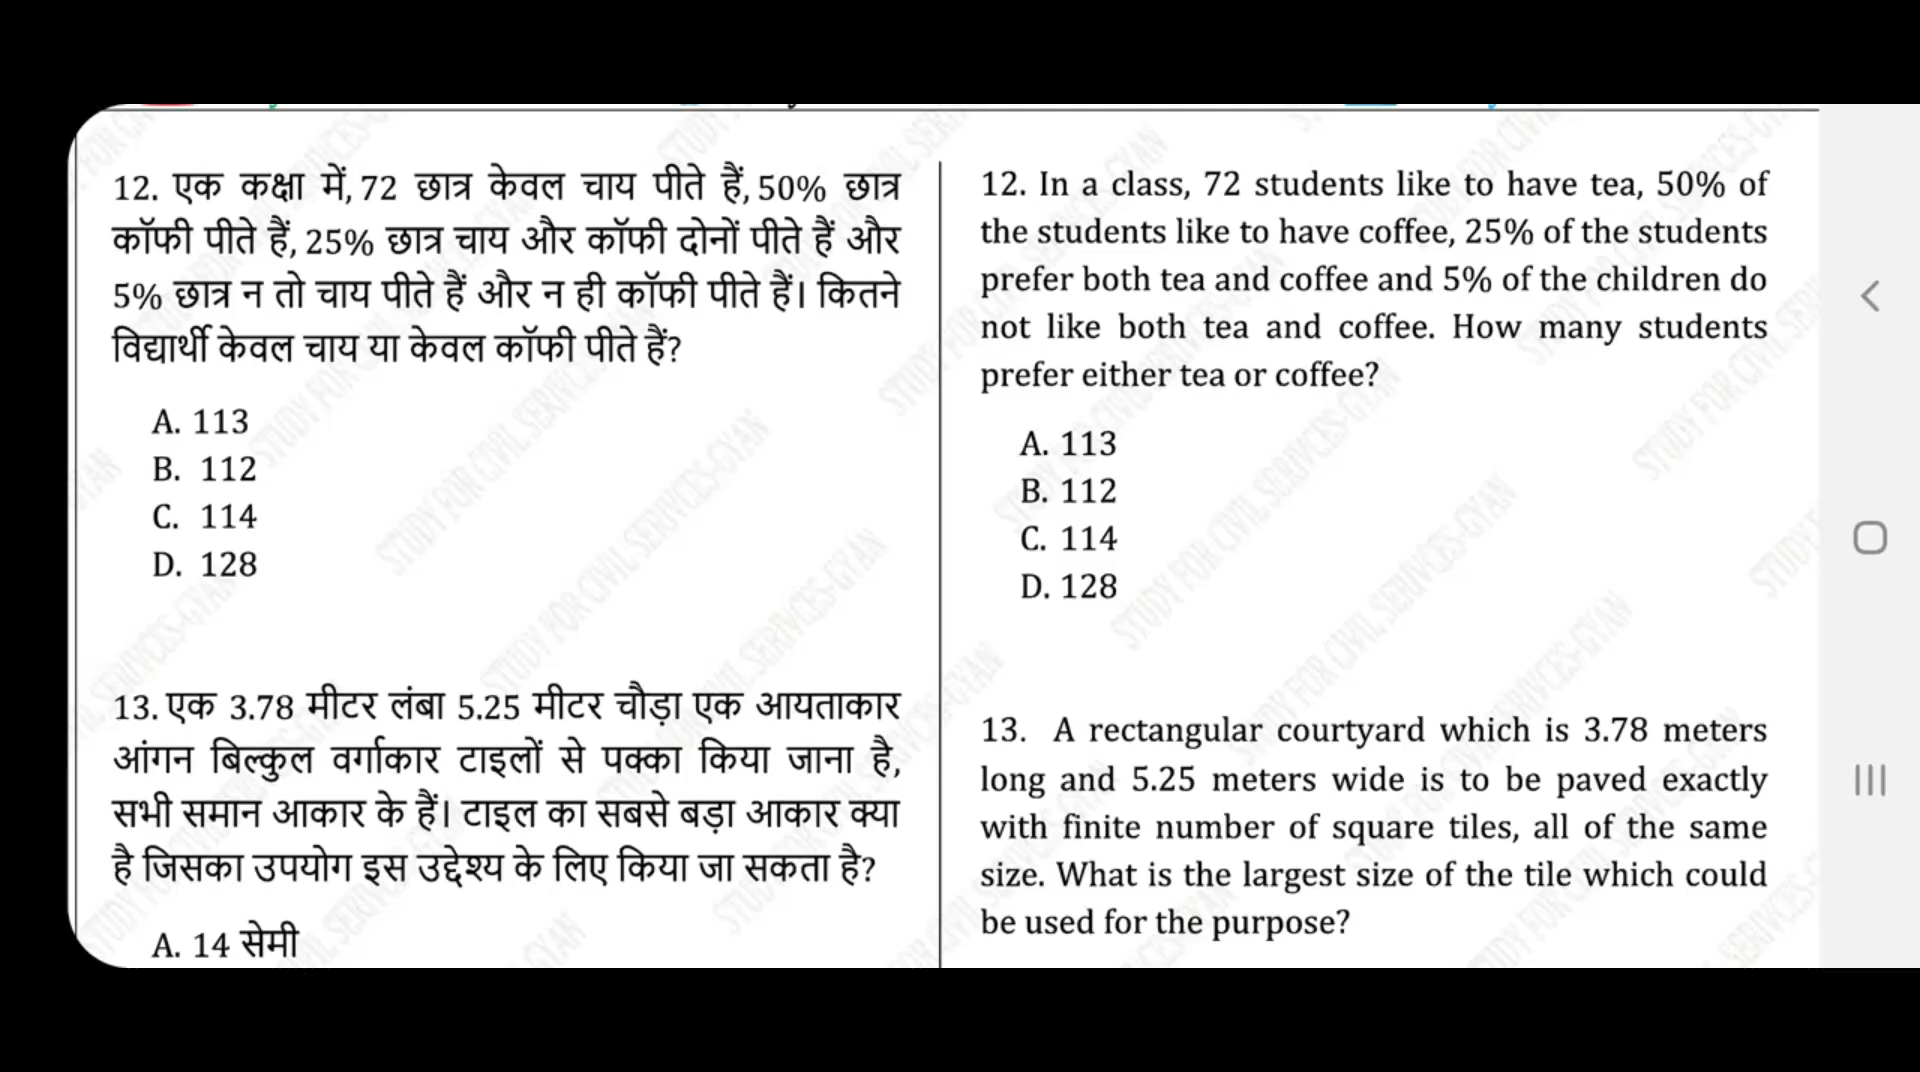 12. एक कक्षा में, 72 छात्र केवल चाय पीते हैं, 50% छात्र
कॉफी पीते हैं, 25% छात्र चाय और कॉफी दोनों पीते हैं और
5% छात्र न तो चाय पीते हैं और न ही कॉफी पीते हैं। कितने
विद्यार्थी केवल चाय या केवल कॉफी पीते हैं?
A. 113
B. 112
C. 114
D. 128
13. एक 3.78 मीटर लंबा 5.25 मीटर चौड़ा एक आयताकार
आंगन बिल्कुल वर्गाकार टाइलों से पक्का किया जाना है,
सभी समान आकार के हैं। टाइल का सबसे बड़ा आकार क्या
है जिसका उपयोग इस उद्देश्य के लिए किया जा सकता है?
A. 14 सेमी
12. In a class, 72 students like to have tea, 50% of
the students like to have coffee, 25% of the students
prefer both tea and coffee and 5% of the children do
not like both tea and coffee. How many students
prefer either tea or coffee?
A. 113
B. 112
C. 114
D. 128
13. A rectangular courtyard which is 3.78 meters
long and 5.25 meters wide is to be paved exactly
with finite number of square tiles, all of the same
size. What is the largest size of the tile which could
be used for the purpose?
STUDY FOR CIVIL SERIVCES-GYAN